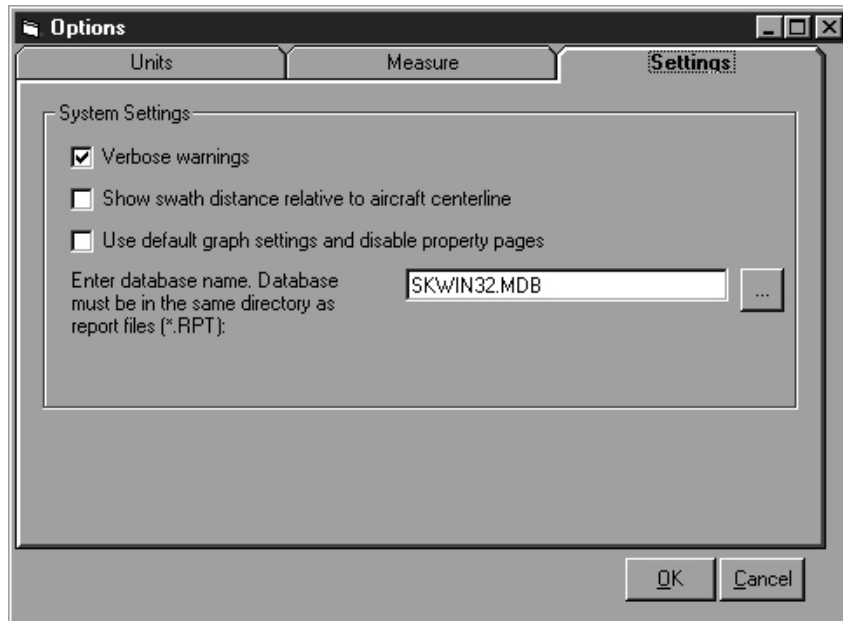 Options
Units Measure Settings
System Settings
Verbose warnings
Show swath distance relative to aircraft centerline
Use default graph settings and disable property pages
Enter database name. Database
must be in the same directory as
report files (*.RPT):
SKWIN32.MDB
...
OK Cancel